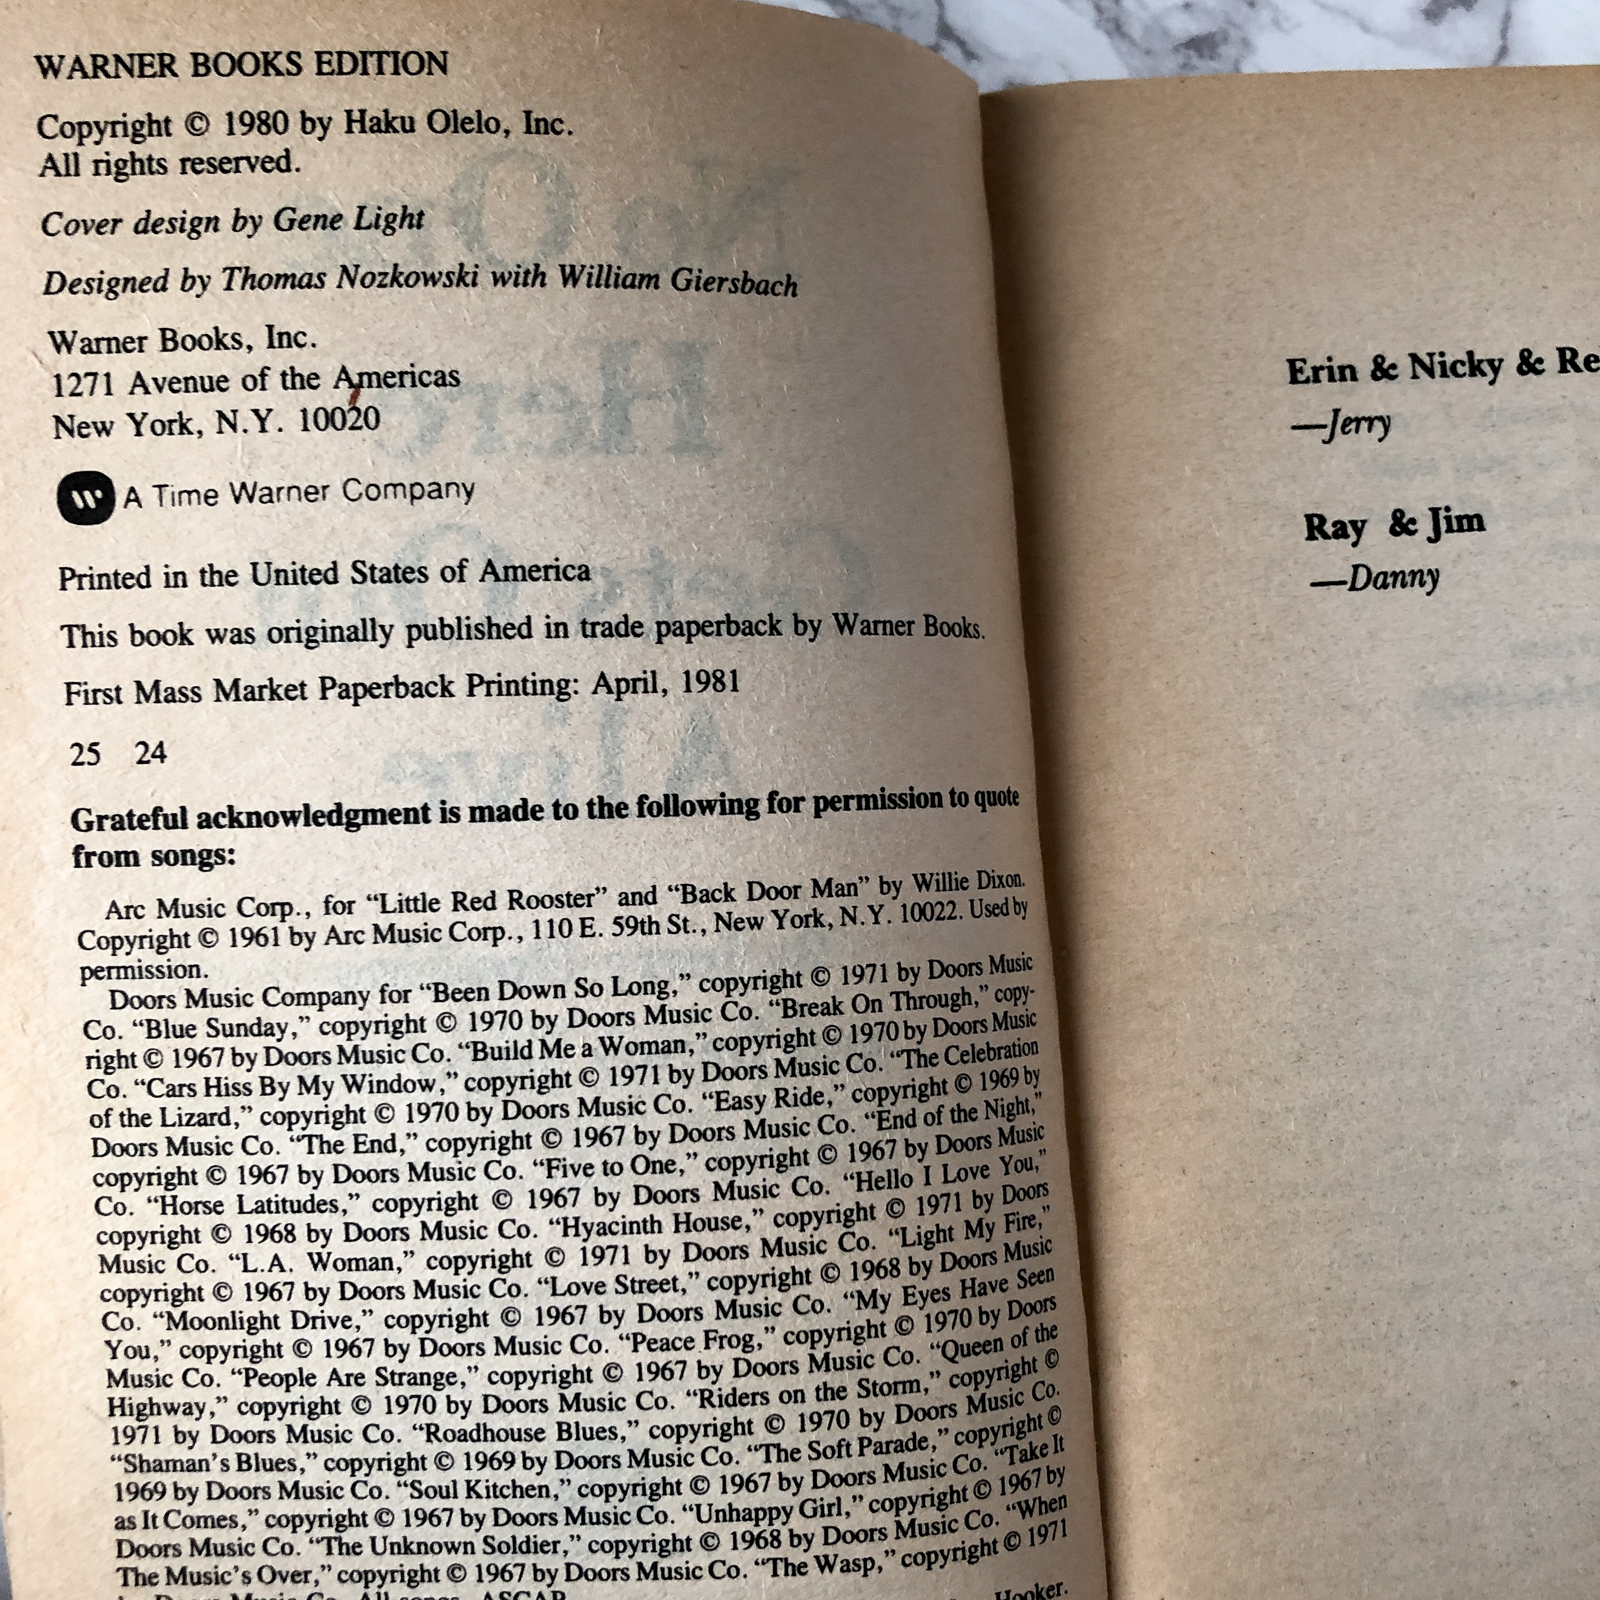 WARNER BOOKS EDITION
Copyright © 1980 by Haku Olelo, Inc.
All rights reserved.
Cover design by Gene Light
Designed by Thomas Nozkowski with William Giersbach
Warner Books, Inc.
1271 Avenue of the Americas
New York, N.Y. 10020
W A Time Warner Company
Printed in the United States of America
This book was originally published in trade paperback by Warner Books.
First Mass Market Paperback Printing: April, 1981
25 24
Grateful acknowledgment is made to the following for permission to quote
from songs:
Arc Music Corp., for “Little Red Rooster” and “Back Door Man” by Willie Dixon.
Copyright © 1961 by Arc Music Corp., 110 E. 59th St., New York, N.Y. 10022. Used by
permission.
Doors Music Company for “Been Down So Long,” copyright © 1971 by Doors Music
Co. “Blue Sunday,” copyright © 1970 by Doors Music Co. “Break On Through,” copy-
right © 1967 by Doors Music Co. “Build Me a Woman,” copyright © 1970 by Doors Music
Co. “Cars Hiss By My Window,” copyright © 1971 by Doors Music Co. “The Celebration
of the Lizard,” copyright © 1970 by Doors Music Co. “Easy Ride,” copyright © 1969 by
Doors Music Co. “The End,” copyright © 1967 by Doors Music Co. “End of the Night,”
copyright © 1967 by Doors Music Co. “Five to One,” copyright © 1967 by Doors Music
Co. “Horse Latitudes,” copyright © 1967 by Doors Music Co. “Hello I Love You,”
copyright © 1968 by Doors Music Co. “Hyacinth House,” copyright © 1971 by Doors
Music Co. “L.A. Woman,” copyright © 1971 by Doors Music Co. “Light My Fire,”
copyright © 1967 by Doors Music Co. “Love Street,” copyright © 1968 by Doors Music
Co. “Moonlight Drive,” copyright © 1967 by Doors Music Co. “My Eyes Have Seen
You,” copyright © 1967 by Doors Music Co. “Peace Frog,” copyright © 1970 by Doors
Music Co. “People Are Strange,” copyright © 1967 by Doors Music Co. “Queen of the
Highway,” copyright © 1970 by Doors Music Co. “Riders on the Storm,” copyright ©
1971 by Doors Music Co. “Roadhouse Blues,” copyright © 1970 by Doors Music Co.
“Shaman's Blues,” copyright © 1969 by Doors Music Co. “The Soft Parade,” copyright ©
1969 by Doors Music Co. “Soul Kitchen,” copyright © 1967 by Doors Music Co. “Take It
as It Comes,” copyright © 1967 by Doors Music Co. “Unhappy Girl,” copyright © 1967 by
Doors Music Co. “The Unknown Soldier,” copyright © 1968 by Doors Music Co. “When
The Music's Over,” copyright © 1967 by Doors Music Co. “The Wasp,” copyright © 1971
by Doors Music Co. All songs, ASCAP
Hooker.
Erin & Nicky & Re
—Jerry
Ray & Jim
—Danny